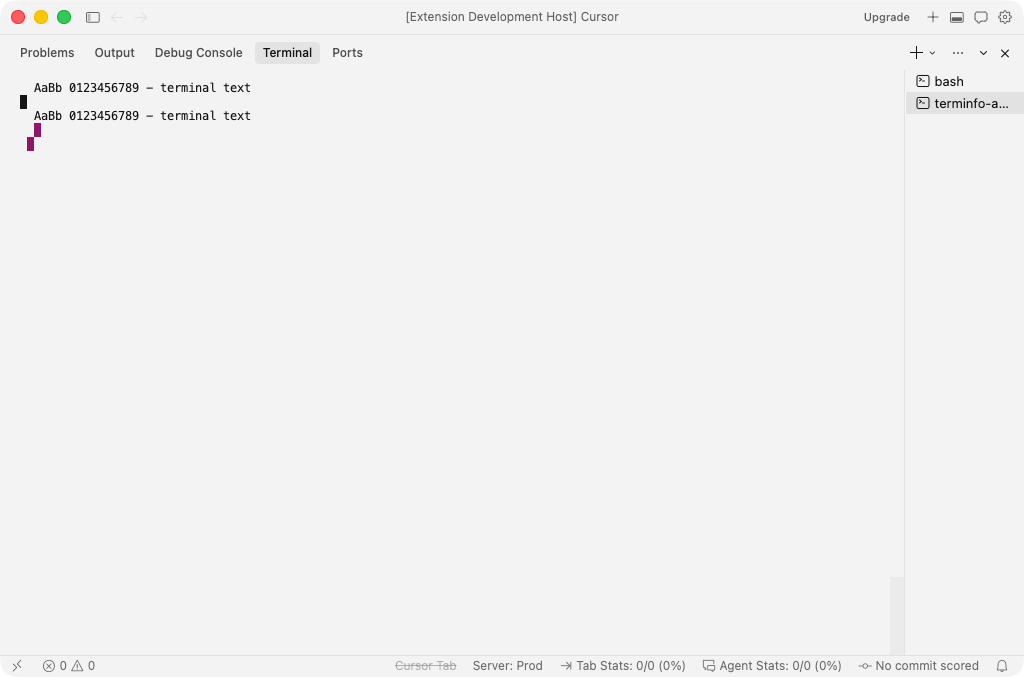 [Extension Development Host] Cursor
Upgrade
Problems Output Debug Console Terminal Ports
AaBb 0123456789 – terminal text
AaBb 0123456789 – terminal text
bash
terminfo-a...
0 0
Cursor Tab Server: Prod Tab Stats: 0/0 (0%) Agent Stats: 0/0 (0%) No commit scored